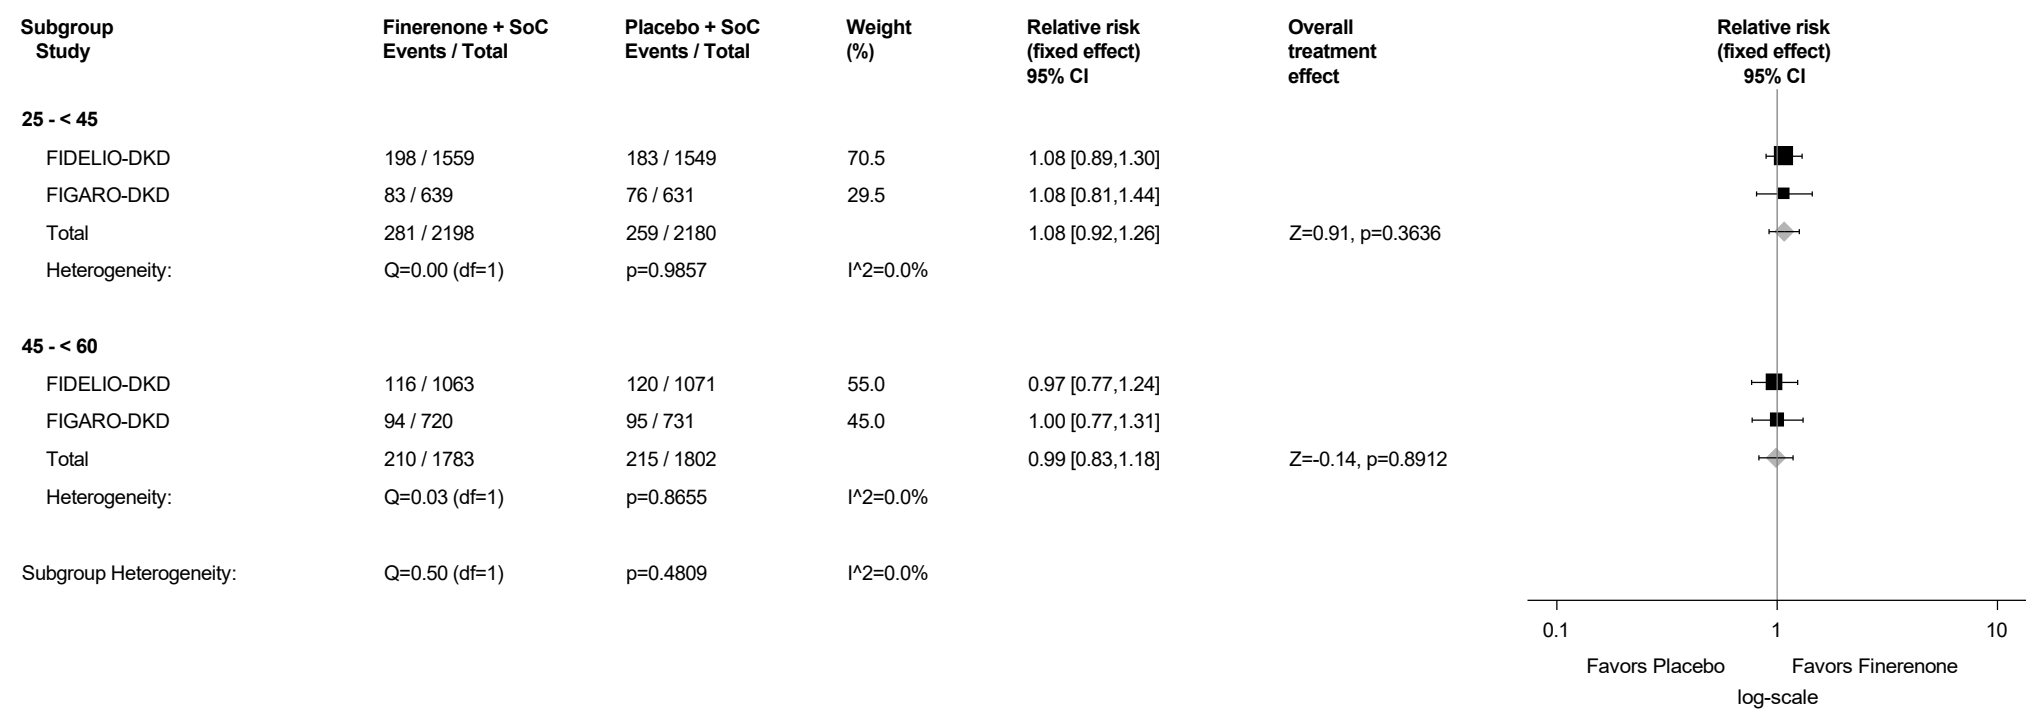 Subgroup Finerenone + SoC Placebo + SoC Weight Relative risk Overall Relative risk
Study Events / Total Events / Total (%) (fixed effect) treatment (fixed effect)
95% CI effect 95% CI
25 - < 45
FIDELIO-DKD 198 / 1559 183 / 1549 70.5 1.08 [0.89,1.30]
FIGARO-DKD 83 / 639 76 / 631 29.5 1.08 [0.81,1.44]
Total 281 / 2198 259 / 2180 1.08 [0.92,1.26] Z=0.91, p=0.3636
Heterogeneity: Q=0.00 (df=1) p=0.9857 I^2=0.0%
45 - < 60
FIDELIO-DKD 116 / 1063 120 / 1071 55.0 0.97 [0.77,1.24]
FIGARO-DKD 94 / 720 95 / 731 45.0 1.00 [0.77,1.31]
Total 210 / 1783 215 / 1802 0.99 [0.83,1.18] Z=-0.14, p=0.8912
Heterogeneity: Q=0.03 (df=1) p=0.8655 I^2=0.0%
Subgroup Heterogeneity: Q=0.50 (df=1) p=0.4809 I^2=0.0%
0.1 1 10
Favors Placebo Favors Finerenone
log-scale